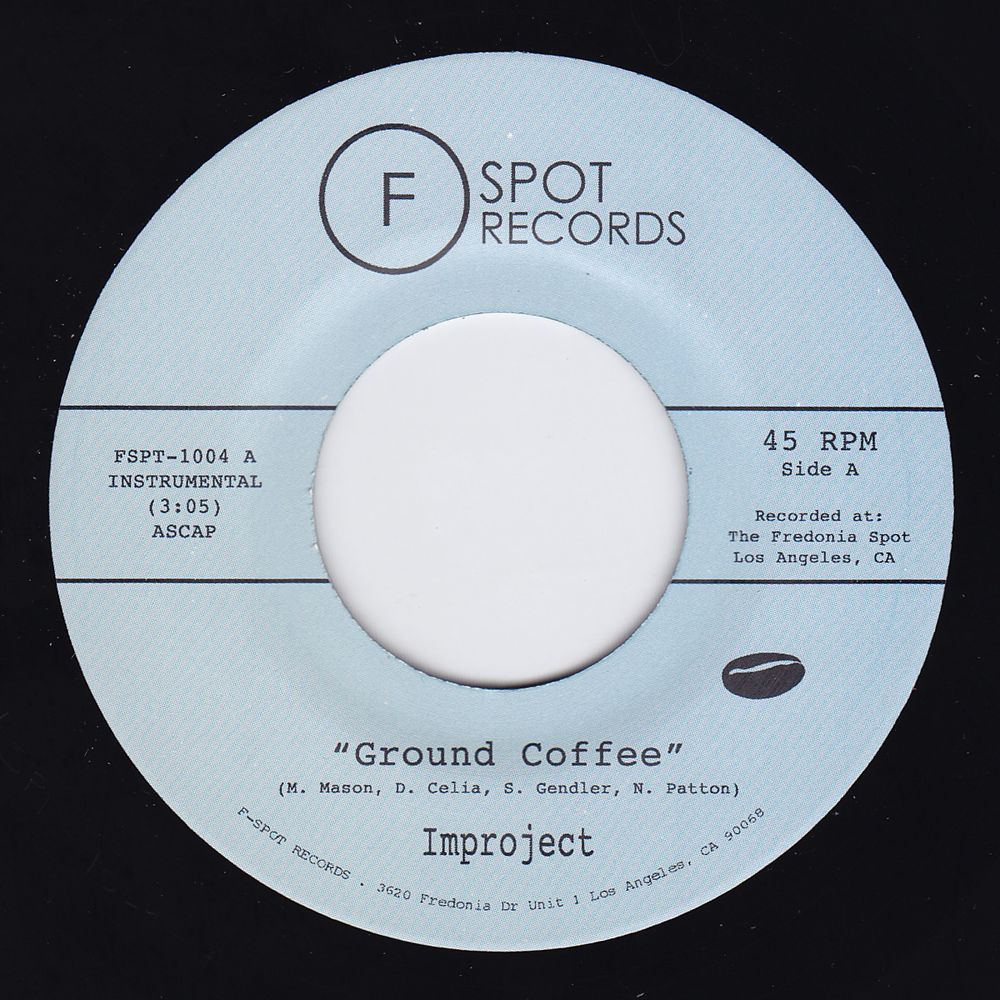 F
SPOT
RECORDS
FSPT-1004 A
INSTRUMENTAL
(3:05)
ASCAP
45 RPM
Side A
Recorded at:
The Fredonia Spot
Los Angeles, CA
“Ground Coffee”
(M. Mason, D. Celia, S. Gendler, N. Patton)
Improject
F-SPOT RECORDS . 3620 Fredonia Dr Unit 1 Los Angeles, CA 90068